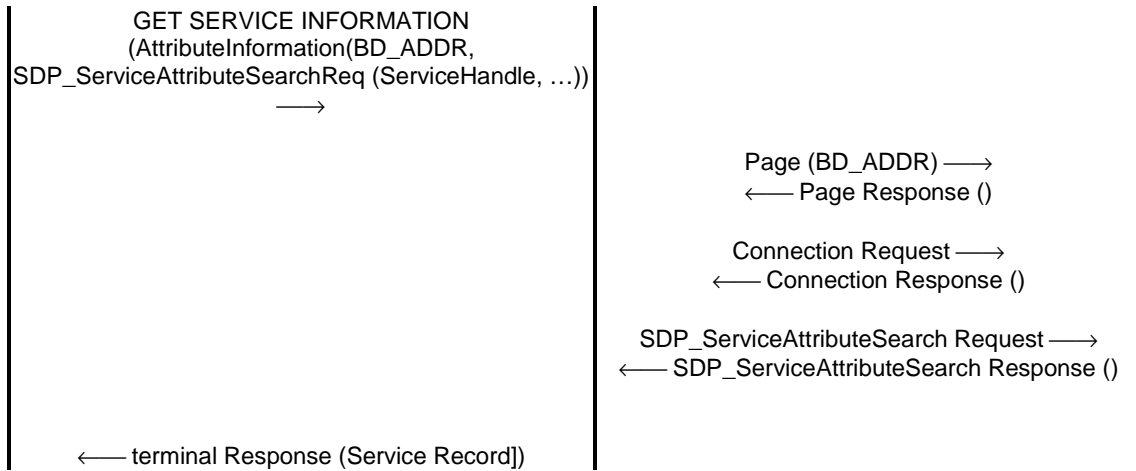 GET SERVICE INFORMATION
(AttributeInformation(BD_ADDR,
SDP_ServiceAttributeSearchReq (ServiceHandle, …))
⟶
Page (BD_ADDR) ⟶
⟵ Page Response ()
Connection Request ⟶
⟵ Connection Response ()
SDP_ServiceAttributeSearch Request ⟶
⟵ SDP_ServiceAttributeSearch Response ()
⟵ terminal Response (Service Record])